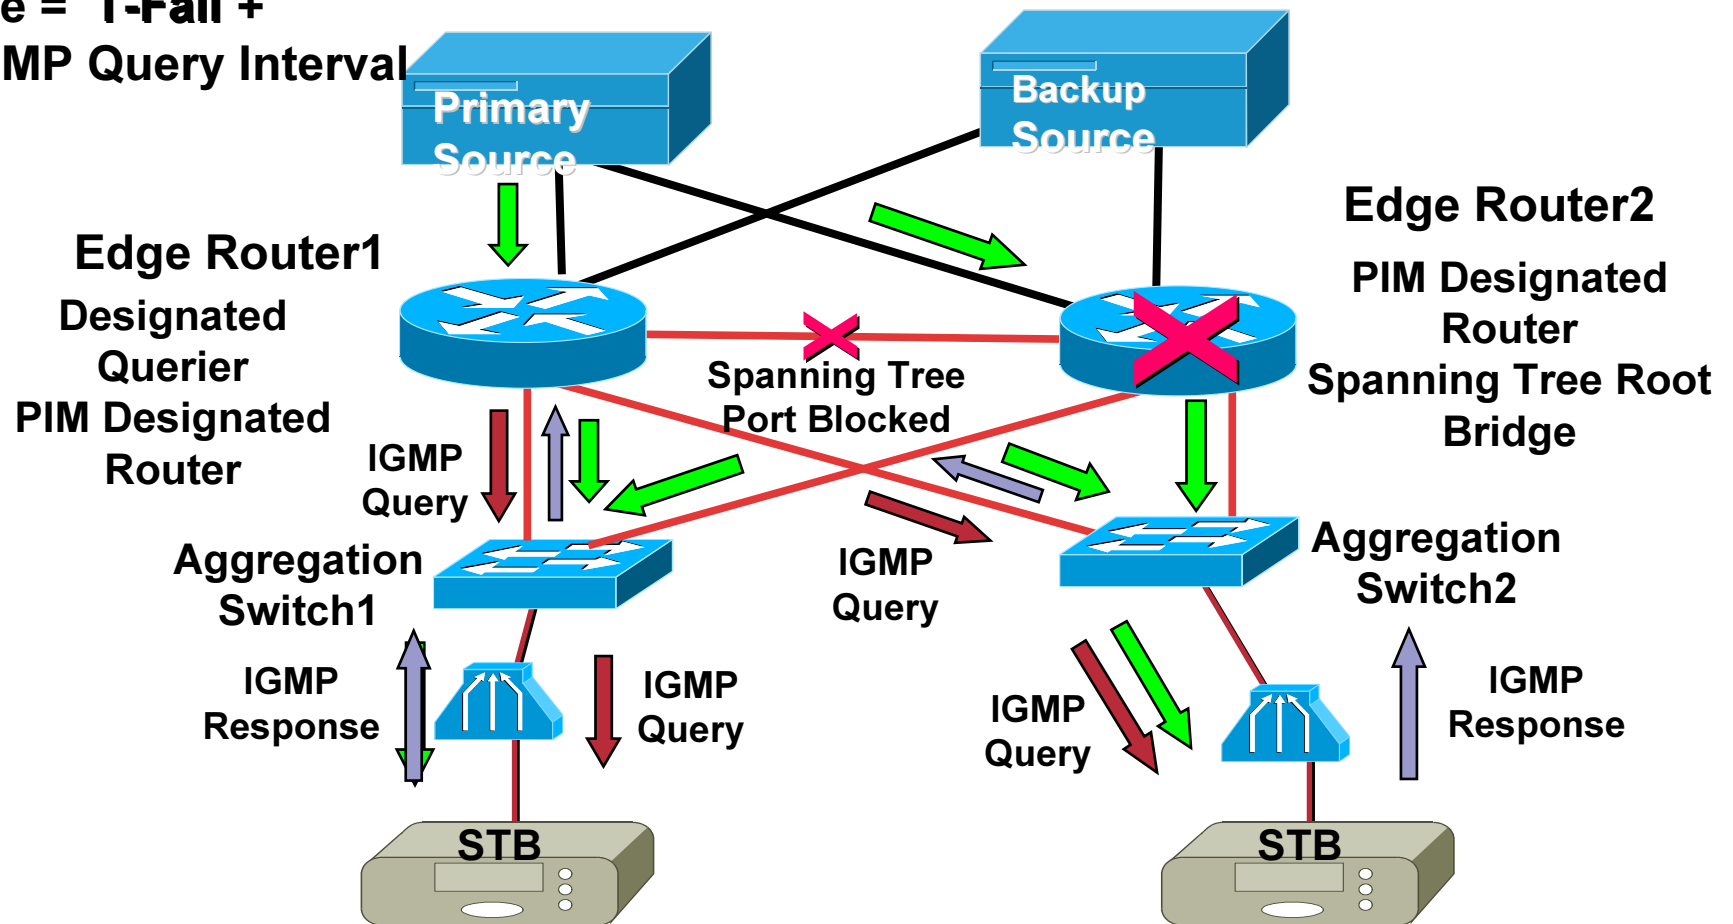 e = T-Fail +
MP Query Interval
Primary
Source
Backup
Source
Edge Router1
Designated
Querier
PIM Designated
Router
Edge Router2
PIM Designated
Router
Spanning Tree Root
Bridge
Spanning Tree
Port Blocked
IGMP
Query
IGMP
Query
Aggregation
Switch1
Aggregation
Switch2
IGMP
Response
IGMP
Query
IGMP
Query
IGMP
Response
STB
STB